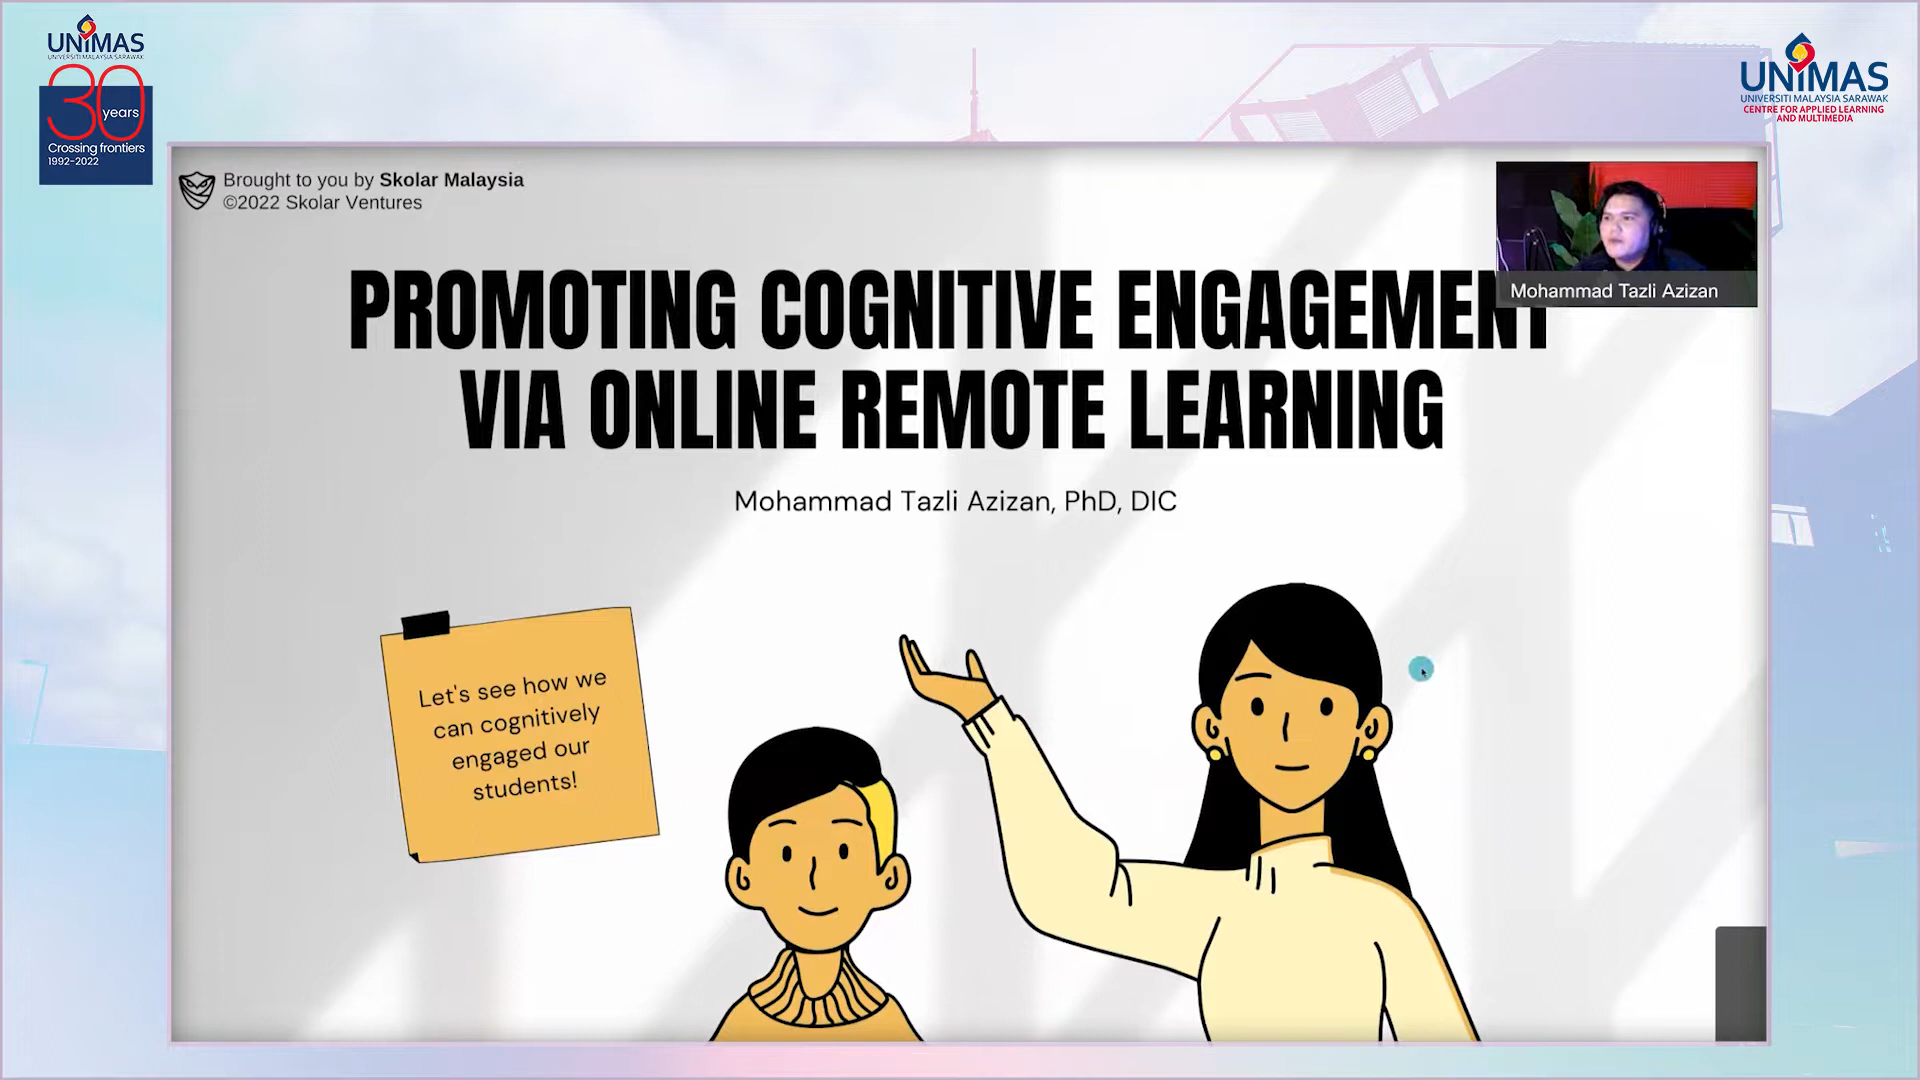 UNIMAS
UNIVERSITI MALAYSIA SARAWAK
30 years
Crossing frontiers
1992-2022
UNIMAS
UNIVERSITI MALAYSIA SARAWAK
CENTRE FOR APPLIED LEARNING
AND MULTIMEDIA
Brought to you by Skolar Malaysia
©2022 Skolar Ventures
Mohammad Tazli Azizan
PROMOTING COGNITIVE ENGAGEMENT
VIA ONLINE REMOTE LEARNING
Mohammad Tazli Azizan, PhD, DIC
Let's see how we
can cognitively
engaged our
students!